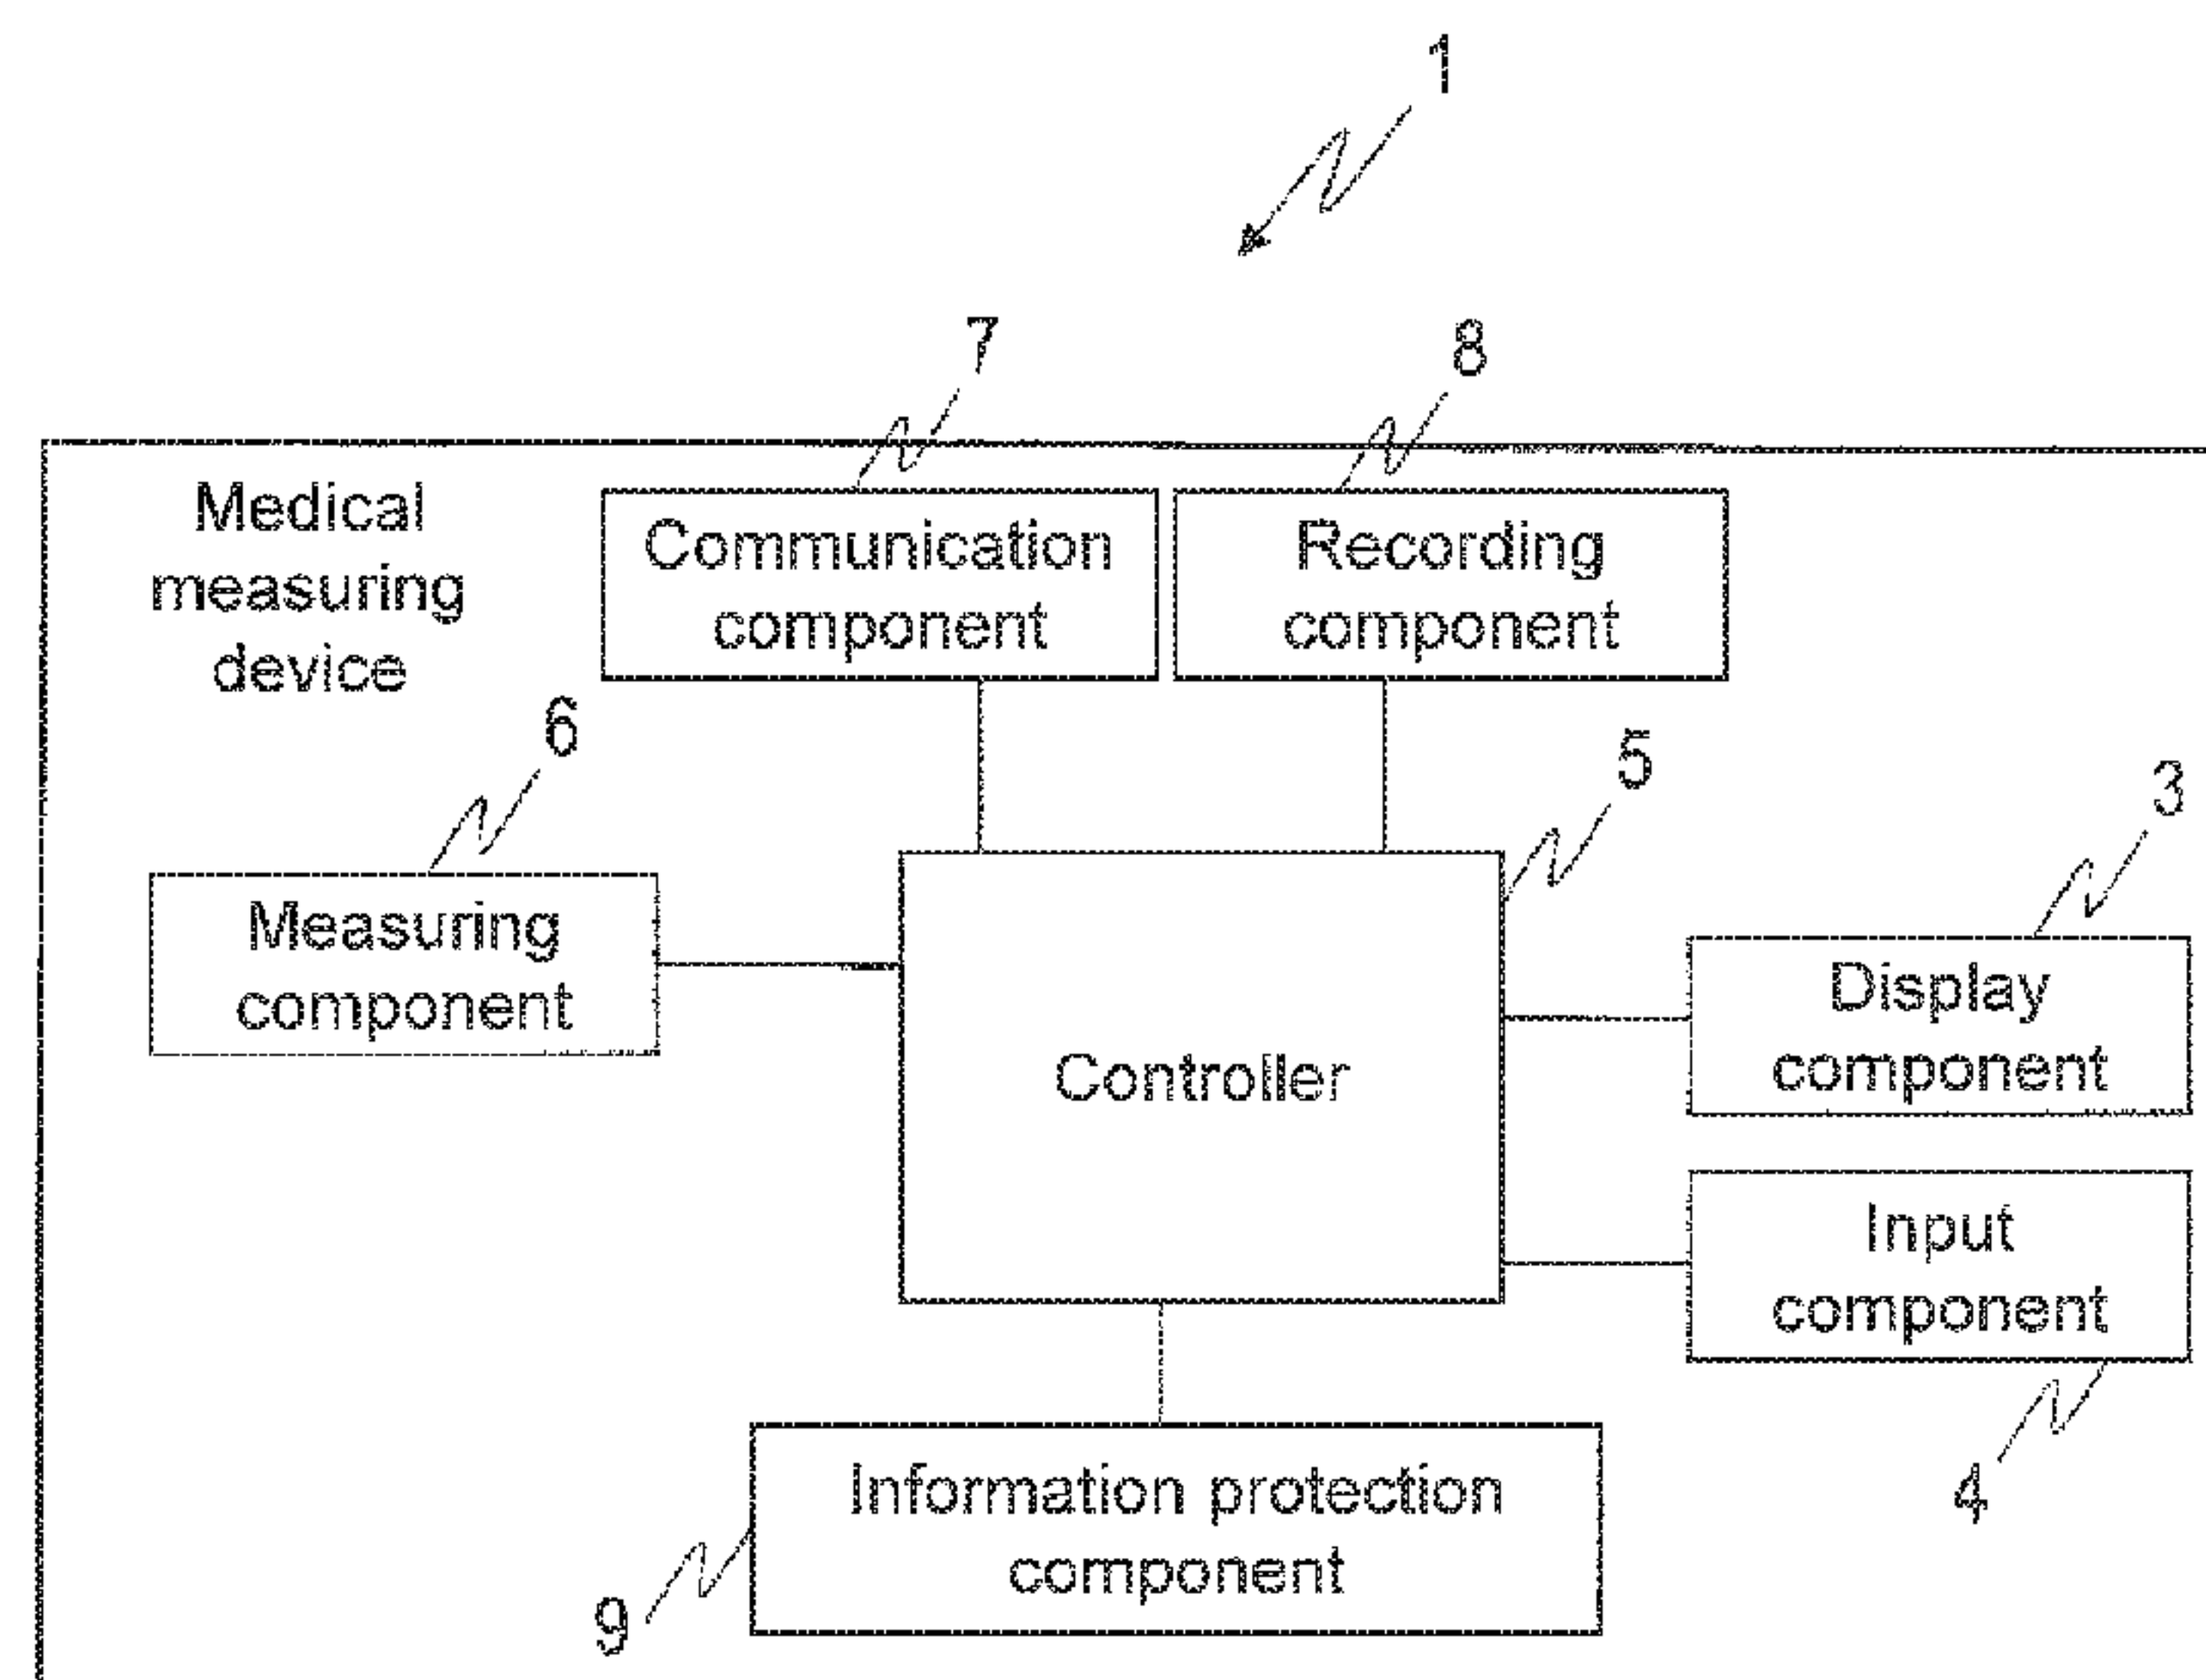 1
7
8
Medical
measuring
device
Communication
component
Recording
component
6
5
3
Measuring
component
Controller
Display
component
Input
component
4
Information protection
component
9